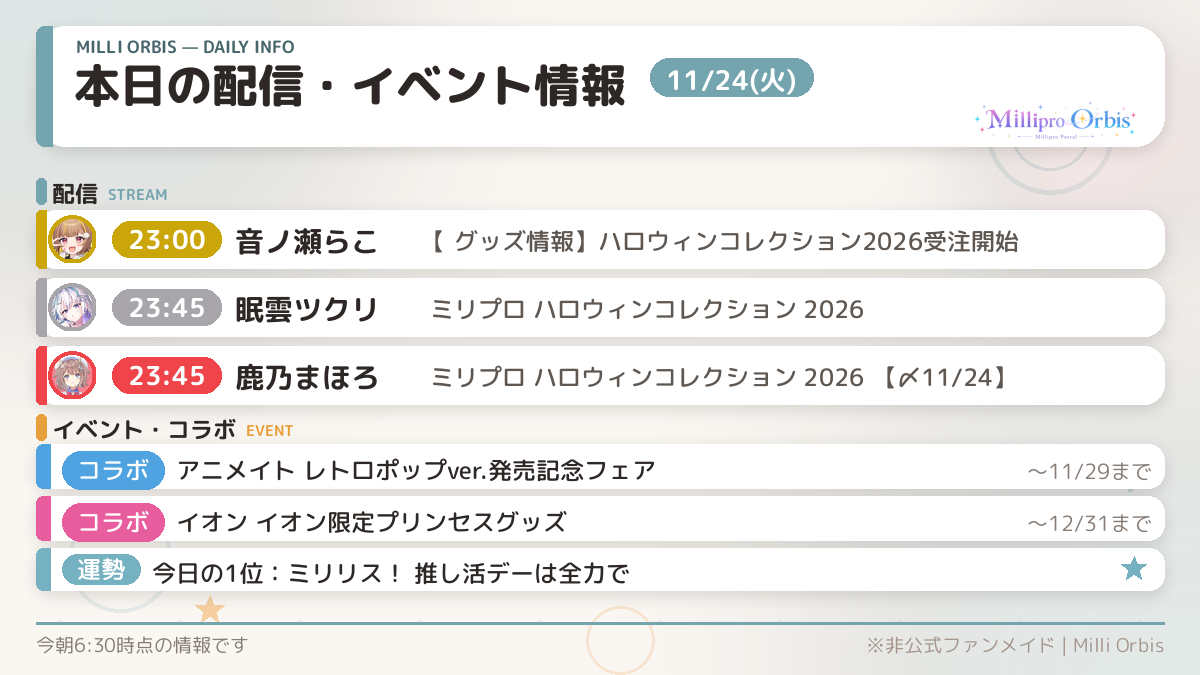 MILLI ORBIS — DAILY INFO
本日の配信・イベント情報 11/24(火)
Millipro Orbis
Millipro Portal
配信 STREAM
23:00 音ノ瀬らこ 【 グッズ情報】ハロウィンコレクション2026受注開始
23:45 眠雲ツクリ ミリプロ ハロウィンコレクション 2026
23:45 鹿乃まほろ ミリプロ ハロウィンコレクション 2026 【〆11/24】
イベント・コラボ EVENT
コラボ アニメイト レトロポップver.発売記念フェア ～11/29まで
コラボ イオン イオン限定プリンセスグッズ ～12/31まで
運勢 今日の1位：ミリリス！ 推し活デーは全力で
今朝6:30時点の情報です
※非公式ファンメイド | Milli Orbis